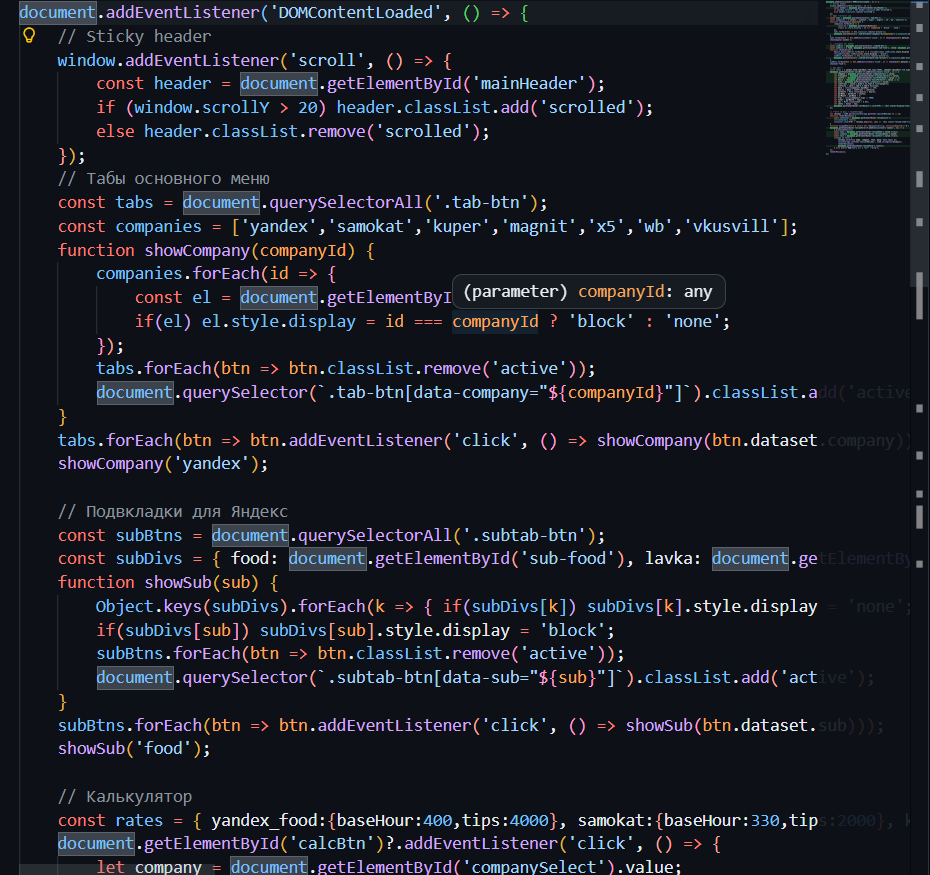 document.addEventListener('DOMContentLoaded', () => {
// Sticky header
window.addEventListener('scroll', () => {
const header = document.getElementById('mainHeader');
if (window.scrollY > 20) header.classList.add('scrolled');
else header.classList.remove('scrolled');
});
// Табы основного меню
const tabs = document.querySelectorAll('.tab-btn');
const companies = ['yandex','samokat','kuper','magnit','x5','wb','vkusvill'];
function showCompany(companyId) {
companies.forEach(id => {
const el = document.getElementByI
(parameter) companyId: any
if(el) el.style.display = id === companyId ? 'block' : 'none';
});
tabs.forEach(btn => btn.classList.remove('active'));
document.querySelector(`.tab-btn[data-company="${companyId}"]`).classList.add('active
}
tabs.forEach(btn => btn.addEventListener('click', () => showCompany(btn.dataset.company))
showCompany('yandex');
// Подвкладки для Яндекс
const subBtns = document.querySelectorAll('.subtab-btn');
const subDivs = { food: document.getElementById('sub-food'), lavka: document.getElementBy
function showSub(sub) {
Object.keys(subDivs).forEach(k => { if(subDivs[k]) subDivs[k].style.display = 'none';
if(subDivs[sub]) subDivs[sub].style.display = 'block';
subBtns.forEach(btn => btn.classList.remove('active'));
document.querySelector(`.subtab-btn[data-sub="${sub}"]`).classList.add('active');
}
subBtns.forEach(btn => btn.addEventListener('click', () => showSub(btn.dataset.sub)));
showSub('food');
// Калькулятор
const rates = { yandex_food:{baseHour:400,tips:4000}, samokat:{baseHour:330,tips:2000}, k
document.getElementById('calcBtn')?.addEventListener('click', () => {
let company = document.getElementById('companySelect').value;